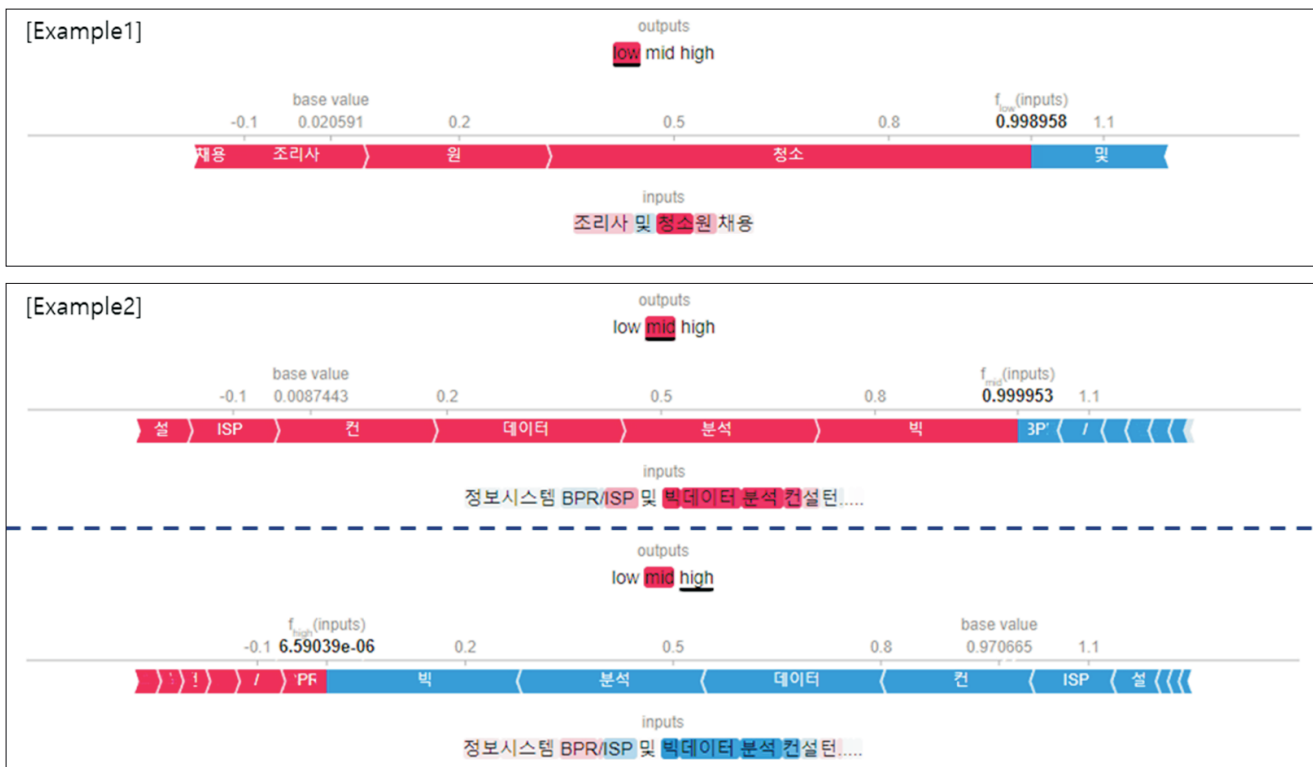 [Example1]
outputs
low mid high
base value
f_low(inputs)
-0.1 0.020591 0.2 0.5 0.8 0.998958 1.1
채용 조리사 원 청소 및
inputs
조리사 및 청소원 채용
[Example2]
outputs
low mid high
base value
f_mid(inputs)
-0.1 0.0087443 0.2 0.5 0.8 0.999953 1.1
설 ISP 컨 데이터 분석 빅 /
inputs
정보시스템 BPR/ISP 및 빅데이터 분석 컨설턴.....
outputs
low mid high
f_high(inputs)
base value
-0.1 6.59039e-06 0.2 0.5 0.8 0.970665 1.1
/ 빅 분석 데이터 컨 ISP 설
inputs
정보시스템 BPR/ISP 및 빅데이터 분석 컨설턴.....